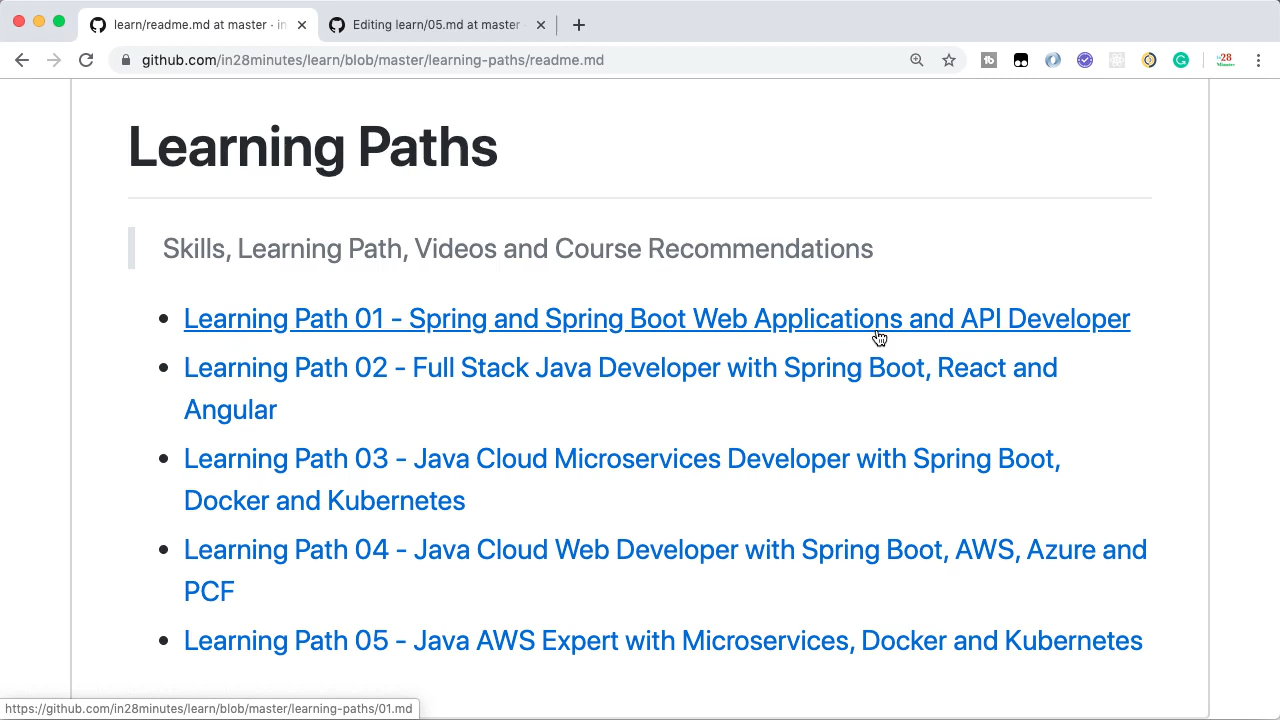 learn/readme.md at master · in
Editing learn/05.md at master
github.com/in28minutes/learn/blob/master/learning-paths/readme.md
Learning Paths
Skills, Learning Path, Videos and Course Recommendations
Learning Path 01 - Spring and Spring Boot Web Applications and API Developer
Learning Path 02 - Full Stack Java Developer with Spring Boot, React and
Angular
Learning Path 03 - Java Cloud Microservices Developer with Spring Boot,
Docker and Kubernetes
Learning Path 04 - Java Cloud Web Developer with Spring Boot, AWS, Azure and
PCF
Learning Path 05 - Java AWS Expert with Microservices, Docker and Kubernetes
https://github.com/in28minutes/learn/blob/master/learning-paths/01.md